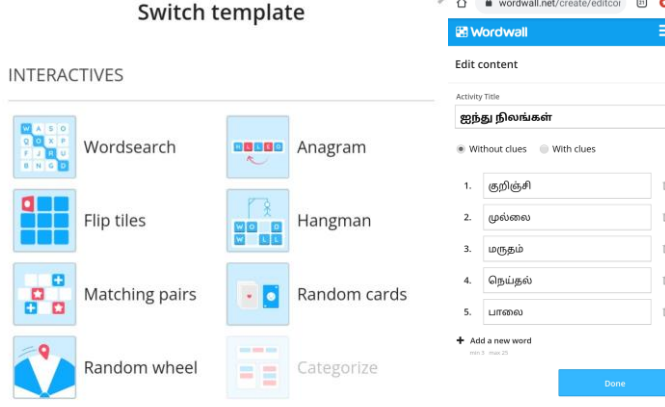 Switch template
INTERACTIVES
Wordsearch
Anagram
Flip tiles
Hangman
Matching pairs
Random cards
Random wheel
Categorize
wordwall.net/create/editcor
Wordwall
Edit content
Activity Title
ஐந்து நிலங்கள்
Without clues With clues
1. குறிஞ்சி
2. முல்லை
3. மருதம்
4. நெய்தல்
5. பாலை
+ Add a new word
min 5 max 25
Done